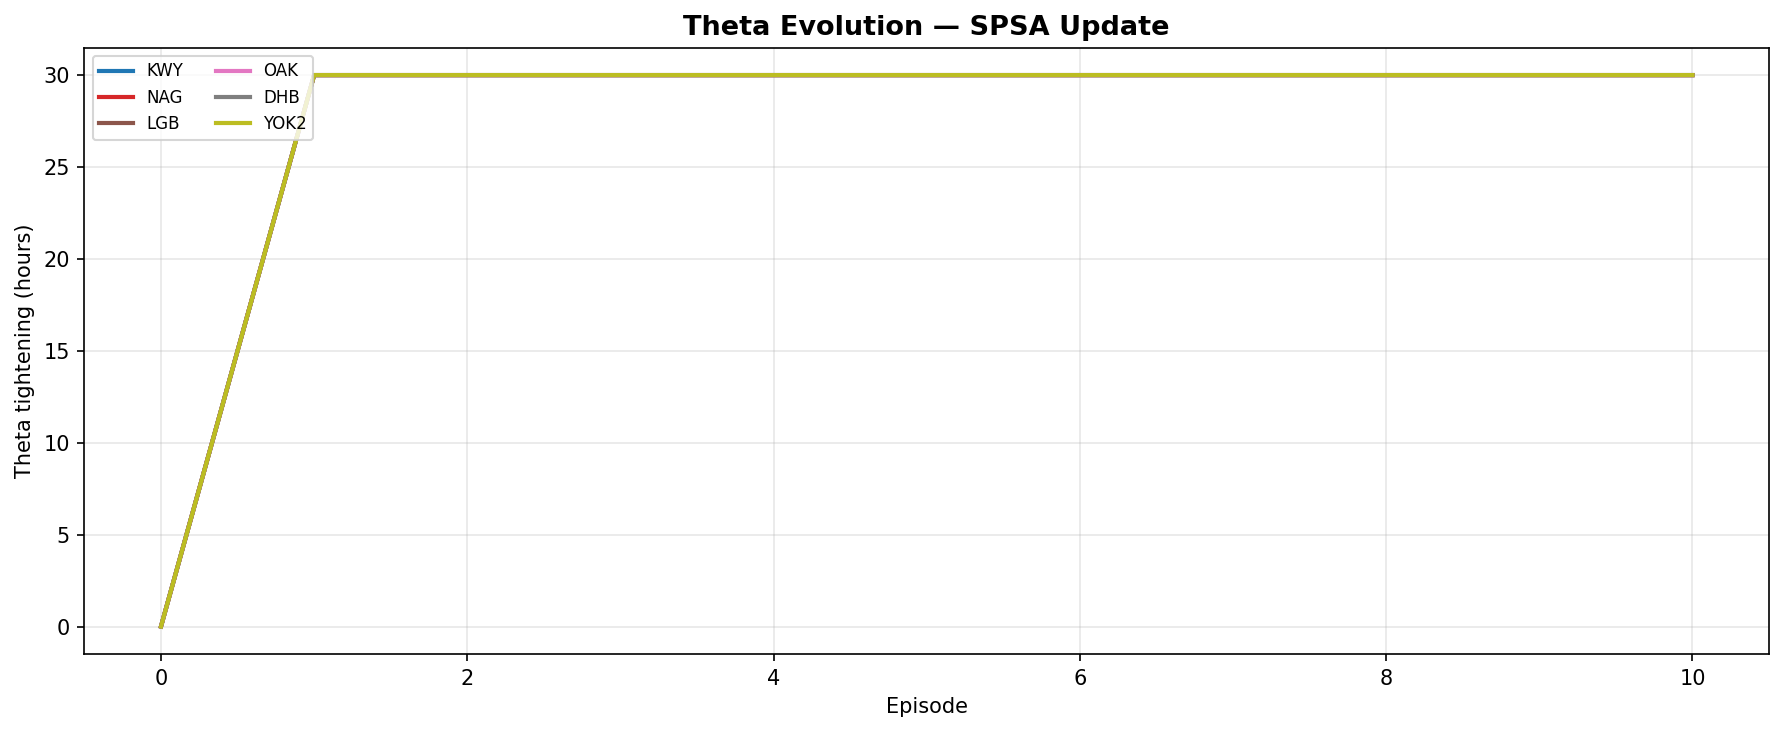 Theta Evolution — SPSA Update
KWY OAK
NAG DHB
LGB YOK2
Theta tightening (hours)
30
25
20
15
10
5
0
0 2 4 6 8 10
Episode